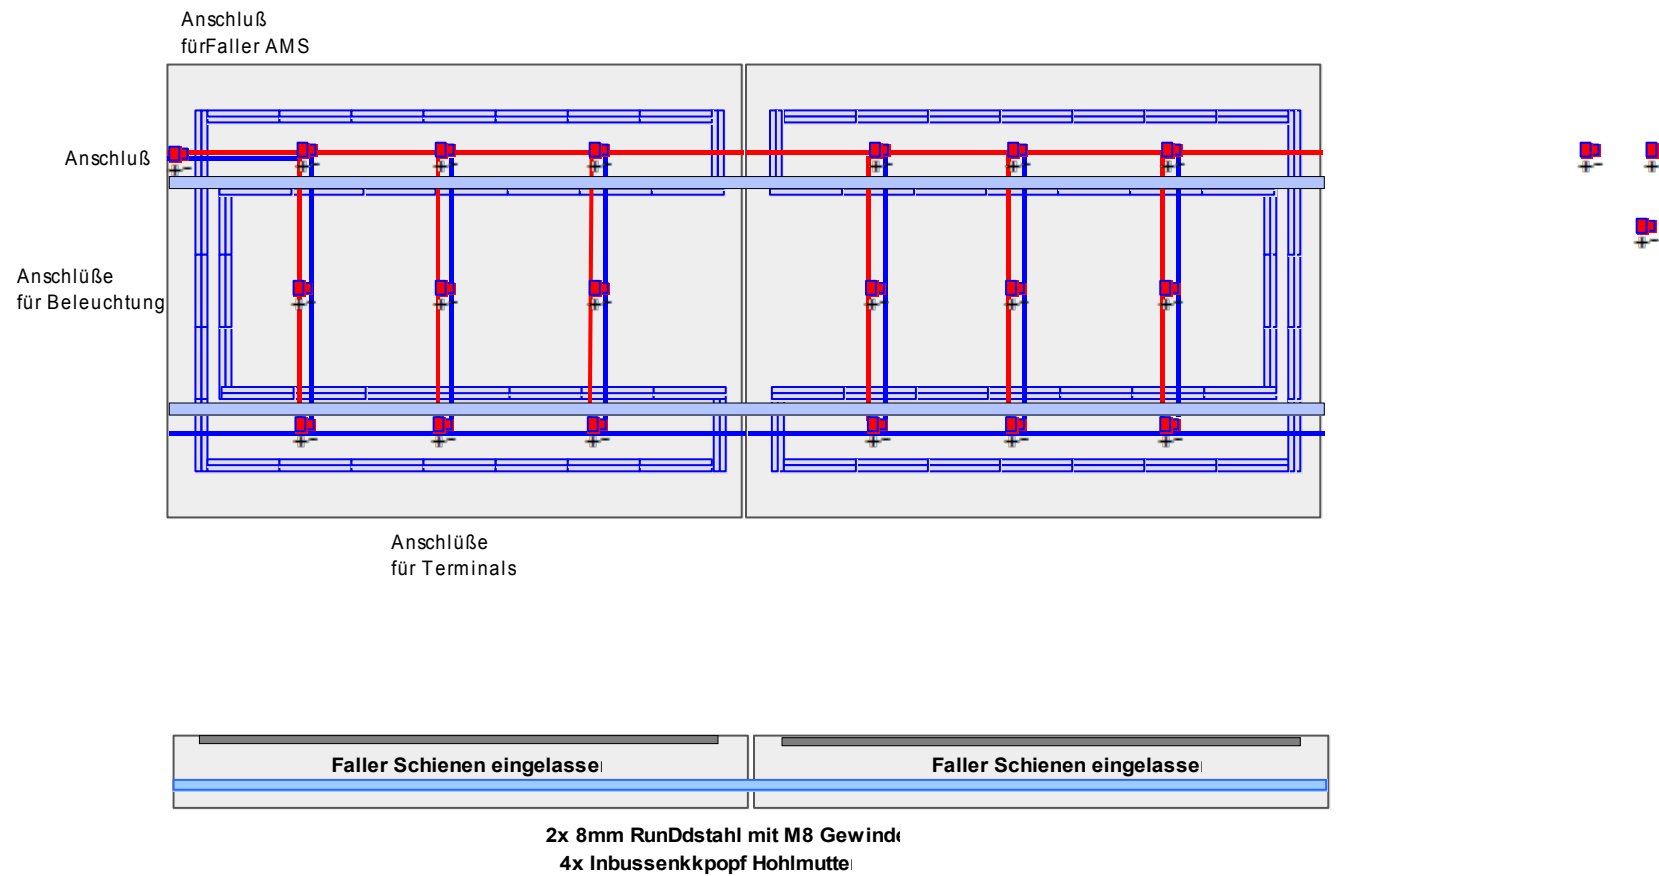 Anschluß
fürFaller AMS
Anschluß
+-
+-
+-
+-
+-
+-
+-
+-
+
+-
Anschlüße
für Beleuchtung
+-
+-
+-
+-
+-
+-
+-
+-
+-
+-
+-
+-
Anschlüße
für Terminals
Faller Schienen eingelasse
Faller Schienen eingelasse
2x 8mm RunDdstahl mit M8 Gewinde
4x Inbussenkkpopf Hohlmutte